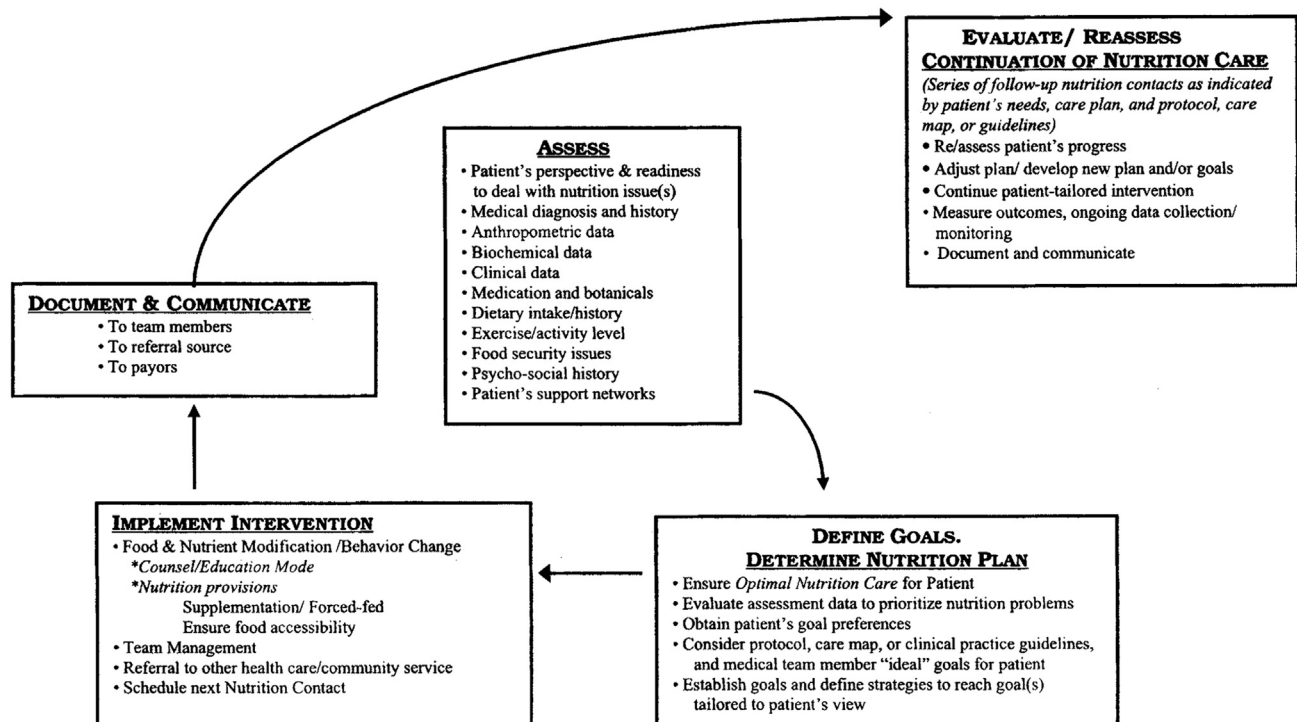 ASSESS
• Patient's perspective & readiness
to deal with nutrition issue(s)
• Medical diagnosis and history
• Anthropometric data
• Biochemical data
• Clinical data
• Medication and botanicals
• Dietary intake/history
• Exercise/activity level
• Food security issues
• Psycho-social history
• Patient's support networks
DEFINE GOALS.
DETERMINE NUTRITION PLAN
• Ensure Optimal Nutrition Care for Patient
• Evaluate assessment data to prioritize nutrition problems
• Obtain patient's goal preferences
• Consider protocol, care map, or clinical practice guidelines,
and medical team member "ideal" goals for patient
• Establish goals and define strategies to reach goal(s)
tailored to patient's view
IMPLEMENT INTERVENTION
• Food & Nutrient Modification /Behavior Change
*Counsel/Education Mode
*Nutrition provisions
Supplementation/ Forced-fed
Ensure food accessibility
• Team Management
• Referral to other health care/community service
• Schedule next Nutrition Contact
DOCUMENT & COMMUNICATE
• To team members
• To referral source
• To payors
EVALUATE/ REASSESS
CONTINUATION OF NUTRITION CARE
(Series of follow-up nutrition contacts as indicated
by patient's needs, care plan, and protocol, care
map, or guidelines)
• Re/assess patient's progress
• Adjust plan/ develop new plan and/or goals
• Continue patient-tailored intervention
• Measure outcomes, ongoing data collection/
monitoring
• Document and communicate